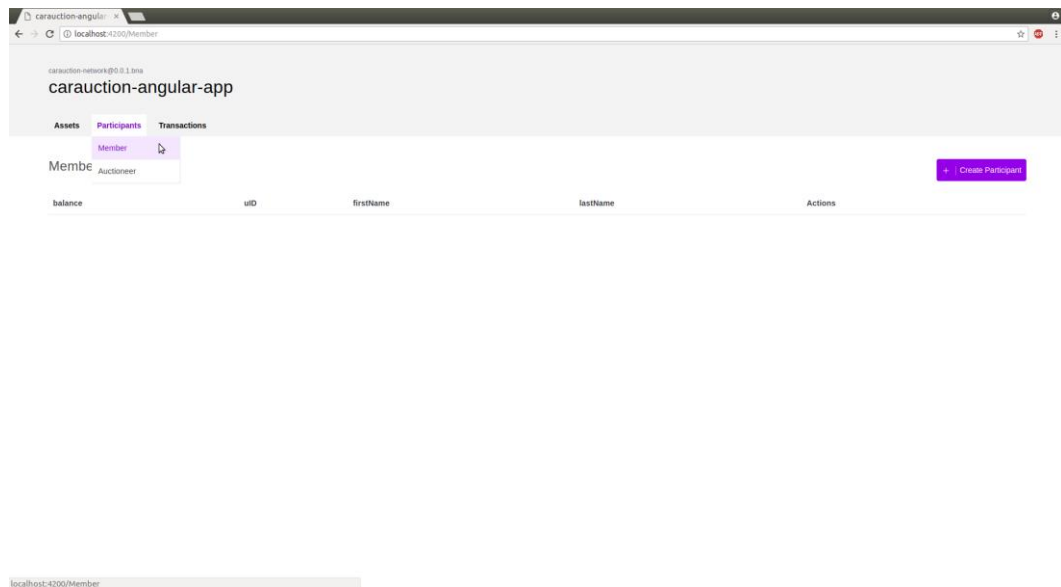 carauction-angular
localhost:4200/Member
carauction-network@0.0.1.bna
carauction-angular-app
Assets Participants Transactions
Member
Auctioneer
Membe
+ Create Participant
balance uID firstName lastName Actions
localhost:4200/Member